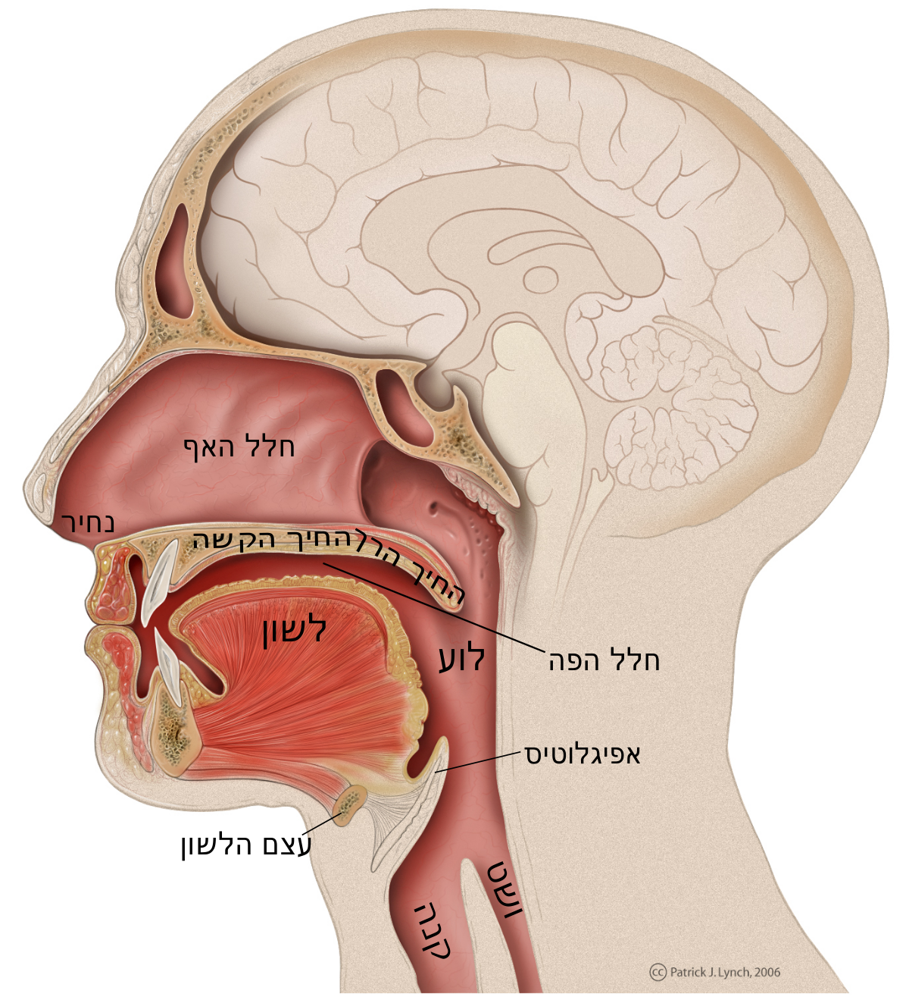 חלל האף
נחיר
החיך הקשה
החיך הרך
לשון
לוע
חלל הפה
אפיגלוטיס
עצם הלשון
ושט
קנה
cc Patrick J. Lynch, 2006